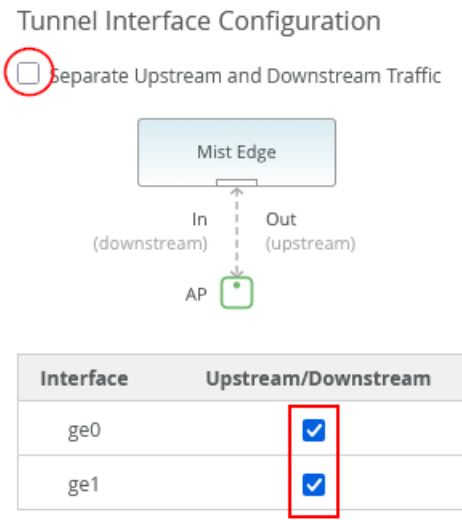 Tunnel Interface Configuration
Separate Upstream and Downstream Traffic
Mist Edge
In Out
(downstream) (upstream)
AP
Interface Upstream/Downstream
ge0
ge1